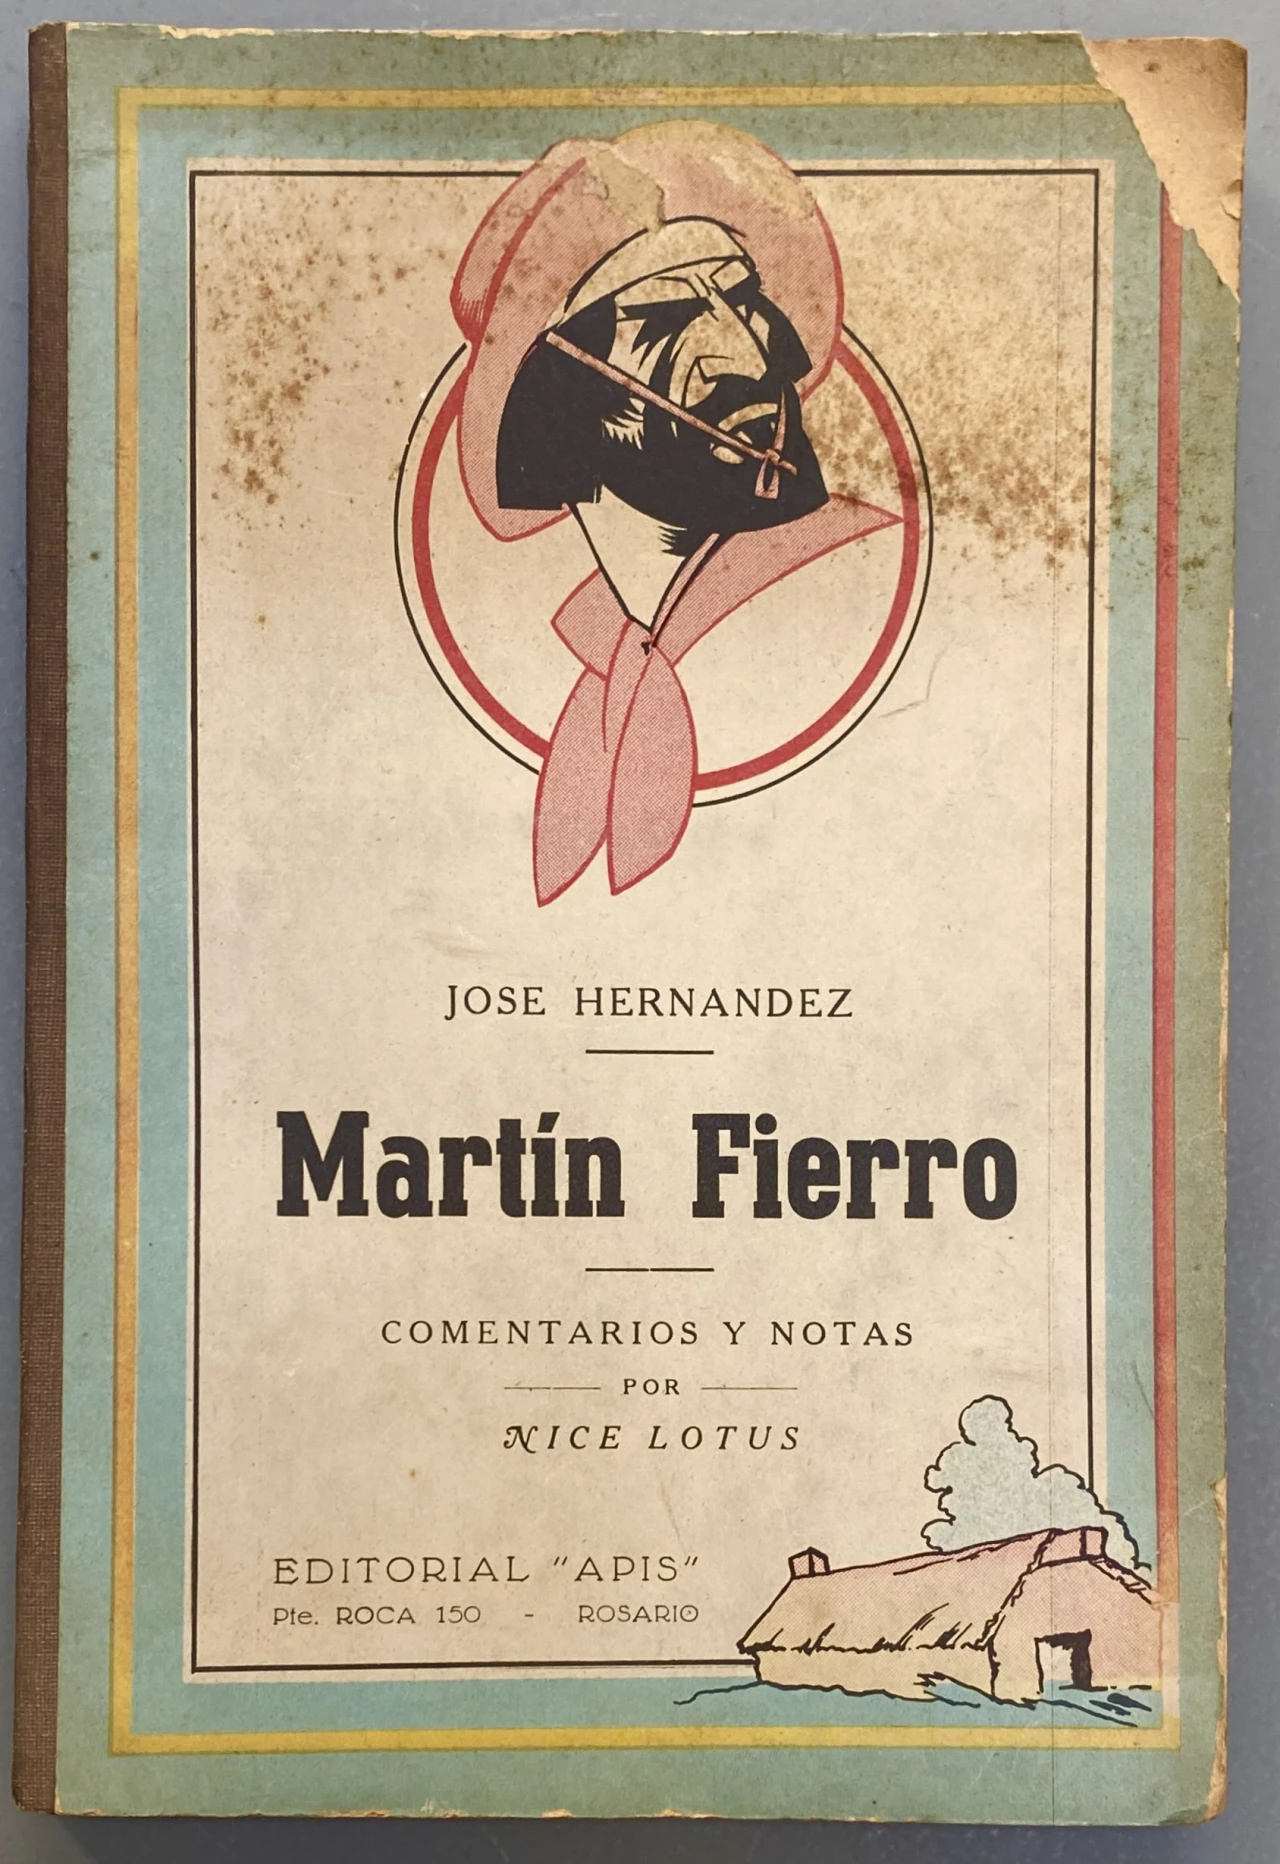 JOSE HERNANDEZ
Martín Fierro
COMENTARIOS Y NOTAS
POR
NICE LOTUS
EDITORIAL "APIS"
Pte. ROCA 150 - ROSARIO